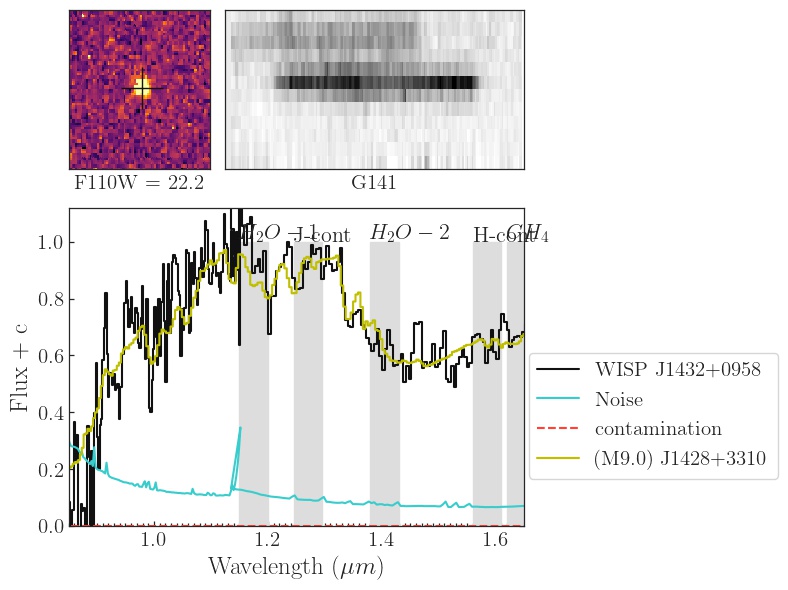 F110W = 22.2
G141
H2O − 1
J-cont
H2O − 2
H-cont
CH4
1.0
0.8
0.6
0.4
0.2
0.0
Flux + c
1.0
1.2
1.4
1.6
Wavelength (μm)
WISP J1432+0958
Noise
contamination
(M9.0) J1428+3310